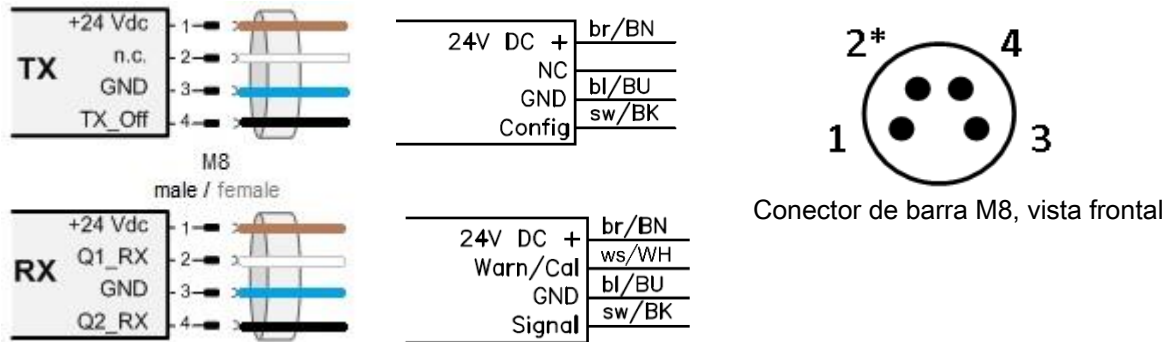 TX
+24 Vdc
1
n.c.
2
GND
3
TX_Off
4
M8
male / female
RX
+24 Vdc
1
Q1_RX
2
GND
3
Q2_RX
4
24V DC + br/BN
NC
GND bl/BU
Config sw/BK
24V DC + br/BN
Warn/Cal ws/WH
GND bl/BU
Signal sw/BK
2* 4
1 3
Conector de barra M8, vista frontal